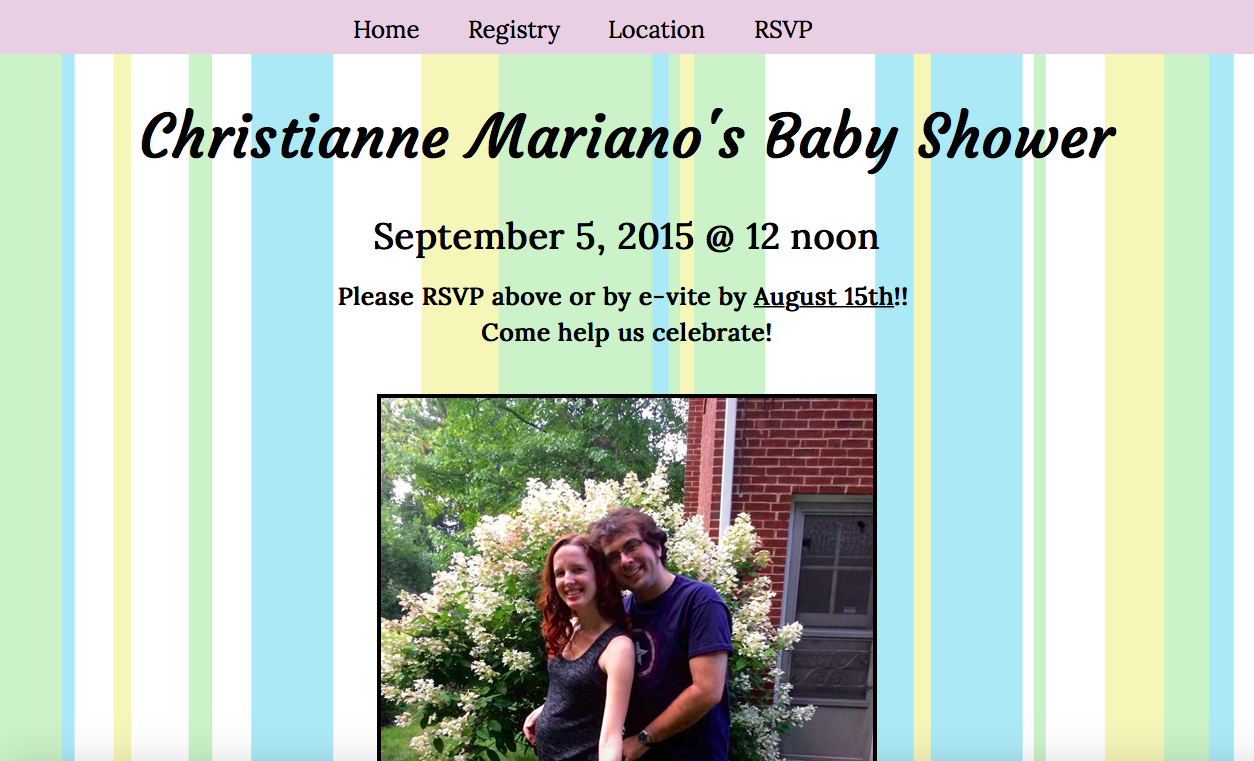 Home Registry Location RSVP
Christianne Mariano's Baby Shower
September 5, 2015 @ 12 noon
Please RSVP above or by e-vite by August 15th!!
Come help us celebrate!